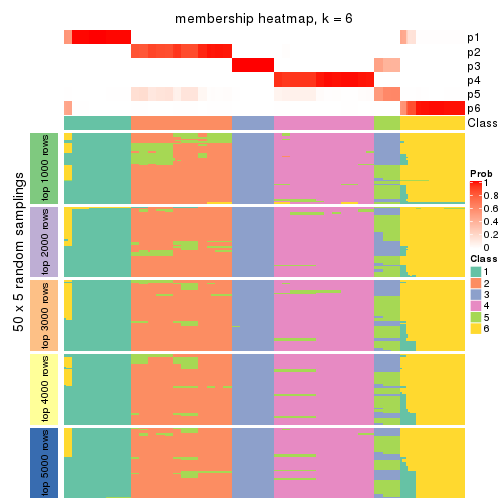 membership heatmap, k = 6
p1
p2
p3
p4
p5
p6
Class
50 x 5 random samplings
top 1000 rows
top 2000 rows
top 3000 rows
top 4000 rows
top 5000 rows
Prob
1
0.8
0.6
0.4
0.2
0
Class
1
2
3
4
5
6